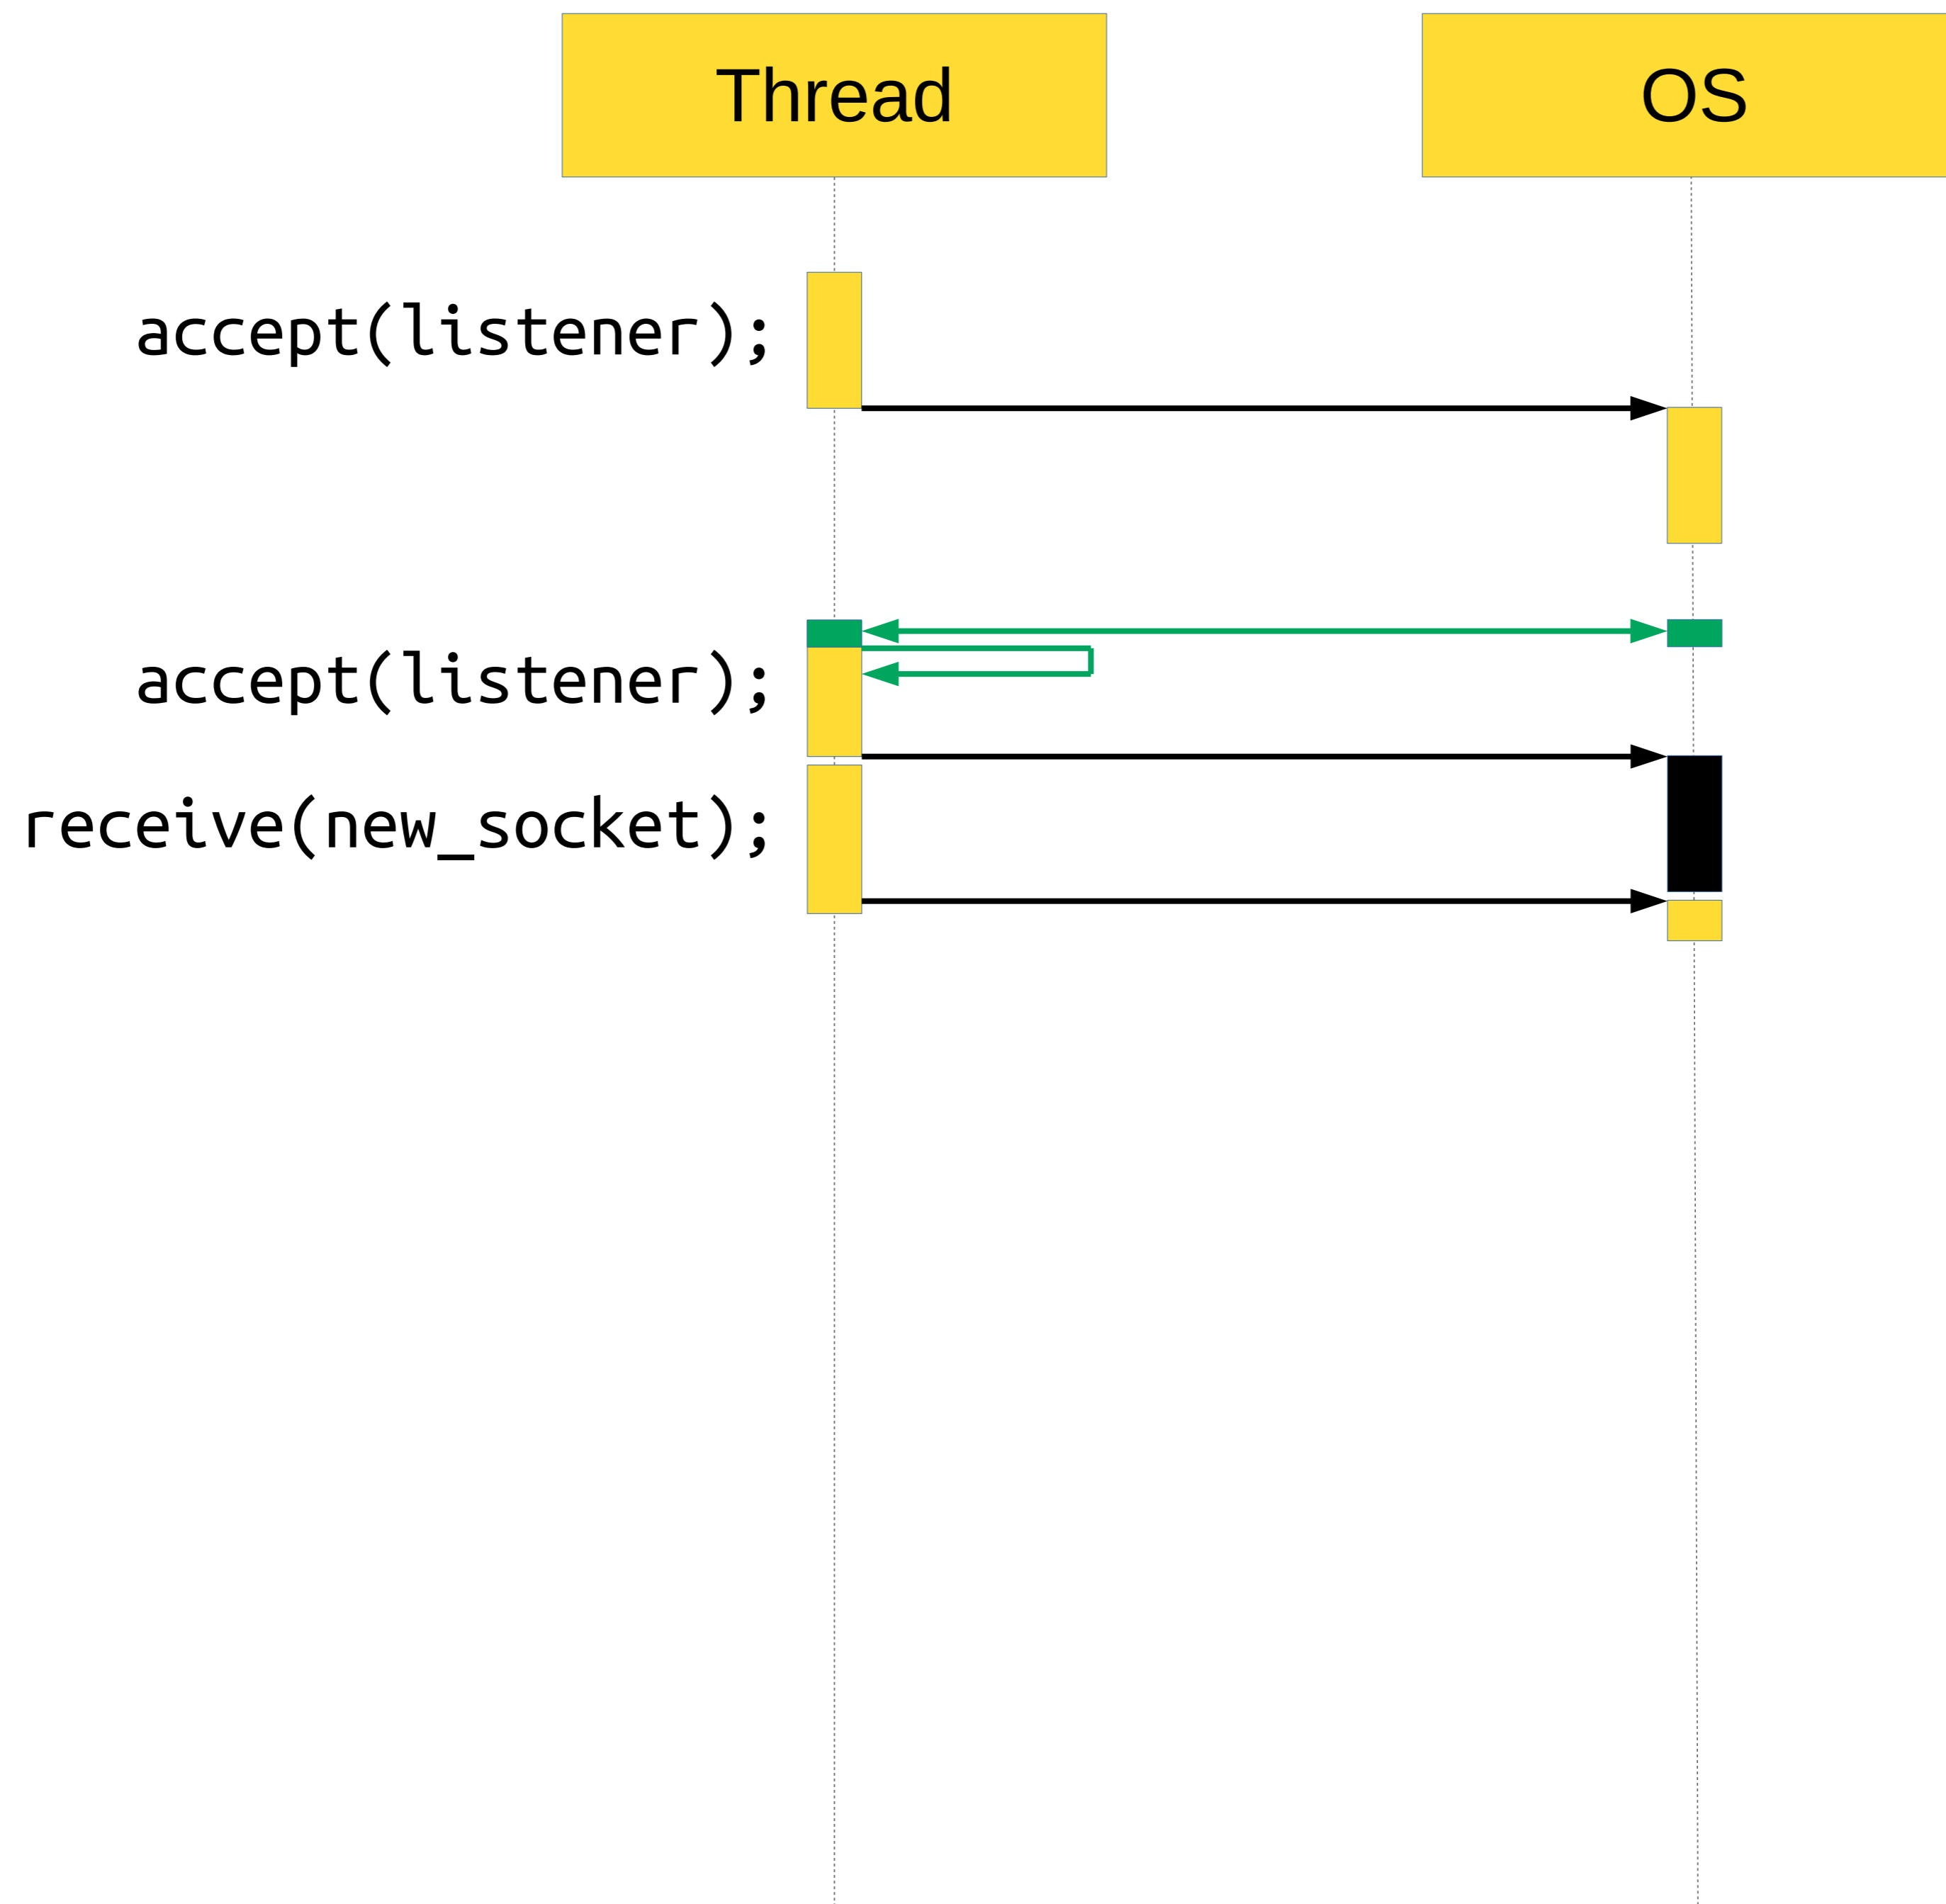 Thread
OS
accept(listener);
accept(listener);
receive(new_socket);